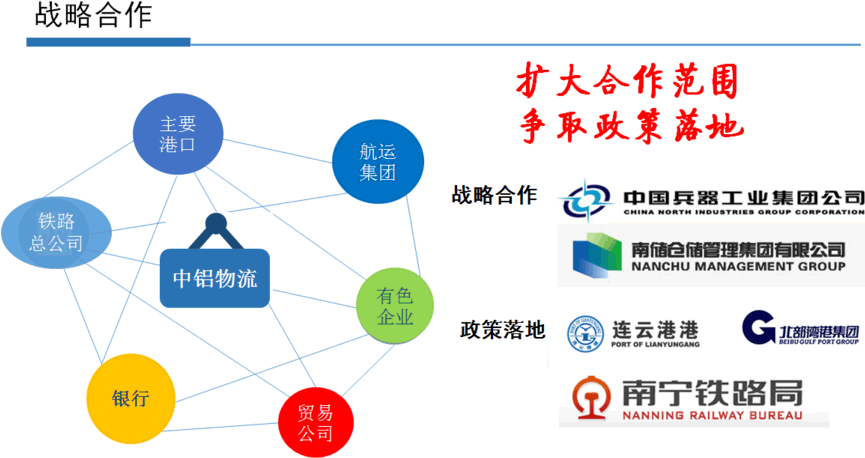 战略合作
扩大合作范围
争取政策落地
主要
港口
航运
集团
铁路
总公司
中铝物流
有色
企业
银行
贸易
公司
战略合作
中国兵器工业集团公司
CHINA NORTH INDUSTRIES GROUP CORPORATION
南储仓储管理集团有限公司
NANCHU MANAGEMENT GROUP
政策落地
连云港港
PORT OF LIANYUNGANG
北部湾港集团
BEIBU GULF PORT GROUP
南宁铁路局
NANNING RAILWAY BUREAU